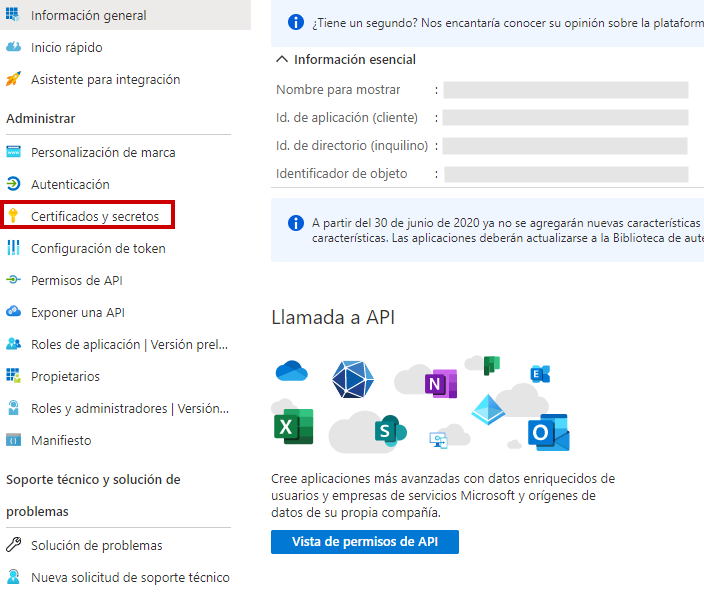 Información general
Inicio rápido
Asistente para integración
Administrar
Personalización de marca
Autenticación
Certificados y secretos
Configuración de token
Permisos de API
Exponer una API
Roles de aplicación | Versión prel...
Propietarios
Roles y administradores | Versión...
Manifiesto
Soporte técnico y solución de
problemas
Solución de problemas
Nueva solicitud de soporte técnico
¿Tiene un segundo? Nos encantaría conocer su opinión sobre la plataform
Información esencial
Nombre para mostrar :
Id. de aplicación (cliente) :
Id. de directorio (inquilino) :
Identificador de objeto :
A partir del 30 de junio de 2020 ya no se agregarán nuevas características
características. Las aplicaciones deberán actualizarse a la Biblioteca de aute
Llamada a API
N
E
X
S
O
Cree aplicaciones más avanzadas con datos enriquecidos de
usuarios y empresas de servicios Microsoft y orígenes de
datos de su propia compañía.
Vista de permisos de API